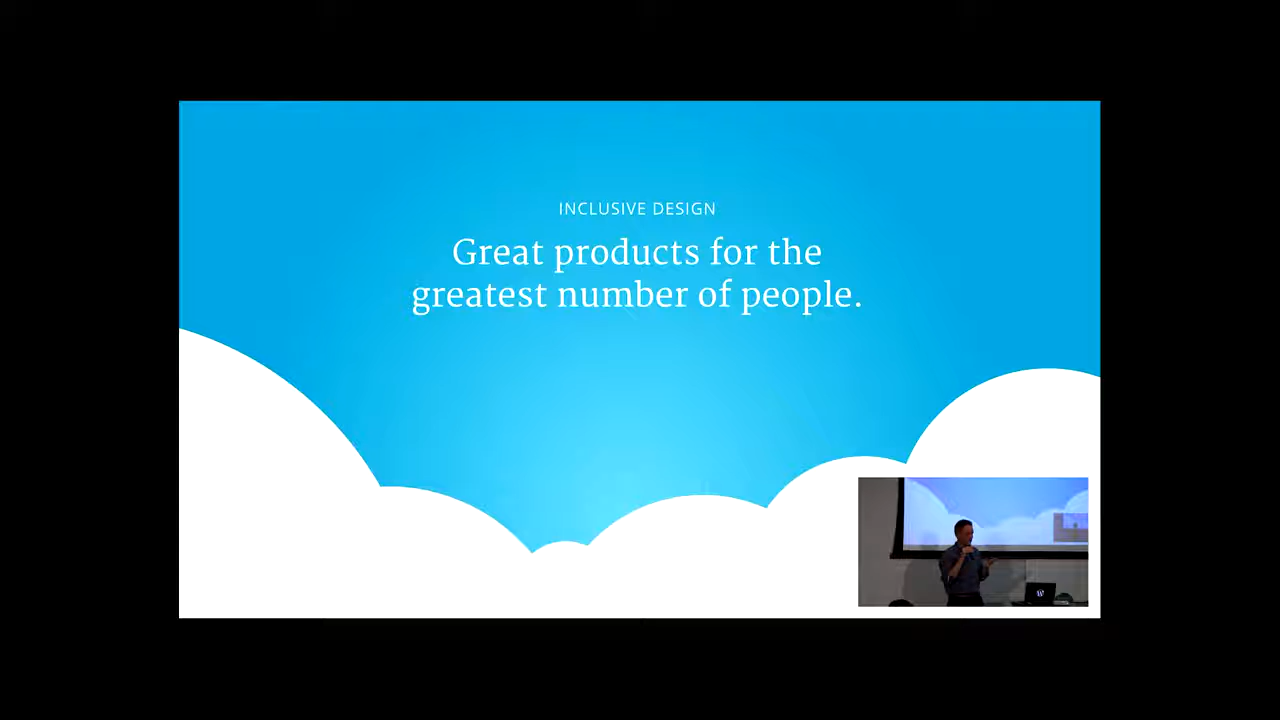 INCLUSIVE DESIGN
Great products for the
greatest number of people.